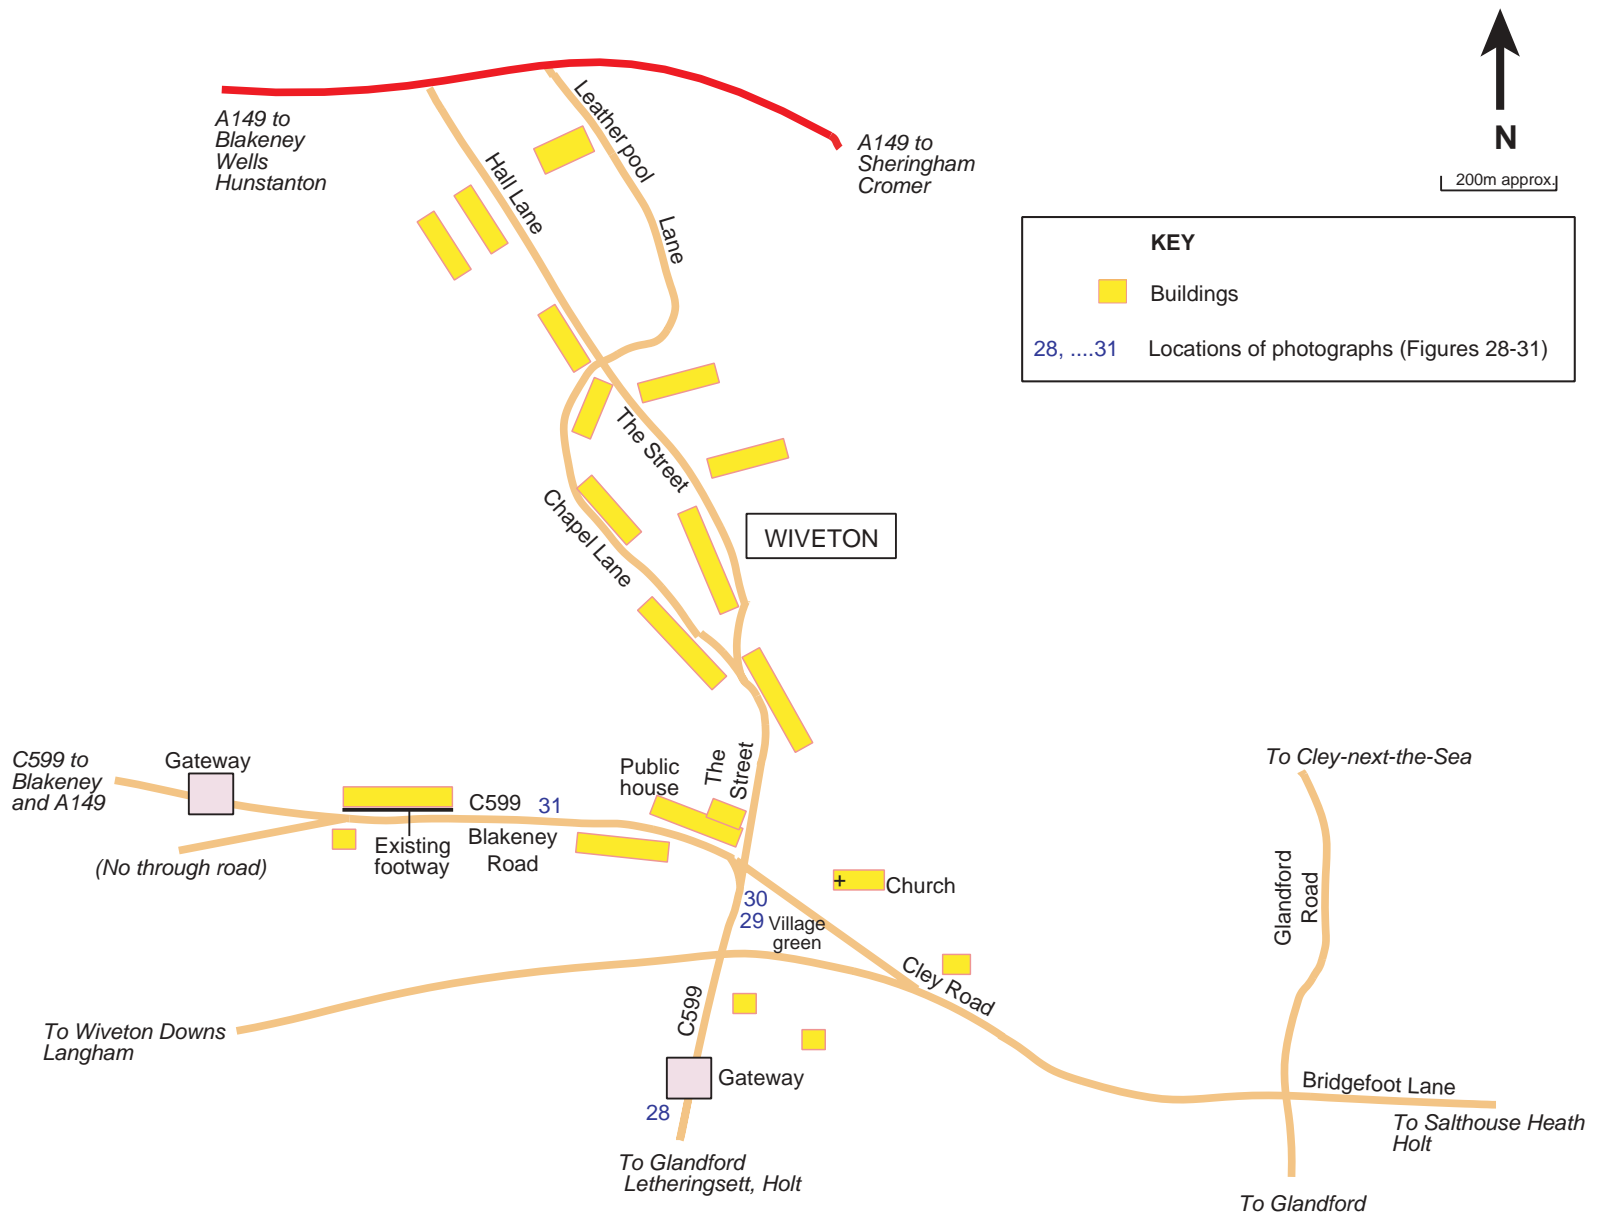 A149 to
Blakeney
Wells
Hunstanton
Leather pool
Lane
Hall Lane
A149 to
Sheringham
Cromer
N
200m approx.
KEY
Buildings
28, ....31 Locations of photographs (Figures 28-31)
The Street
Chapel Lane
WIVETON
C599 to
Blakeney
and A149
Gateway
(No through road)
Existing
footway
C599
31
Blakeney
Road
Public
house
The
Street
Church
30
29
Village
green
Cley Road
To Cley-next-the-Sea
Glandford
Road
To Wiveton Downs
Langham
C599
Gateway
28
To Glandford
Letheringsett, Holt
Bridgefoot Lane
To Salthouse Heath
Holt
To Glandford